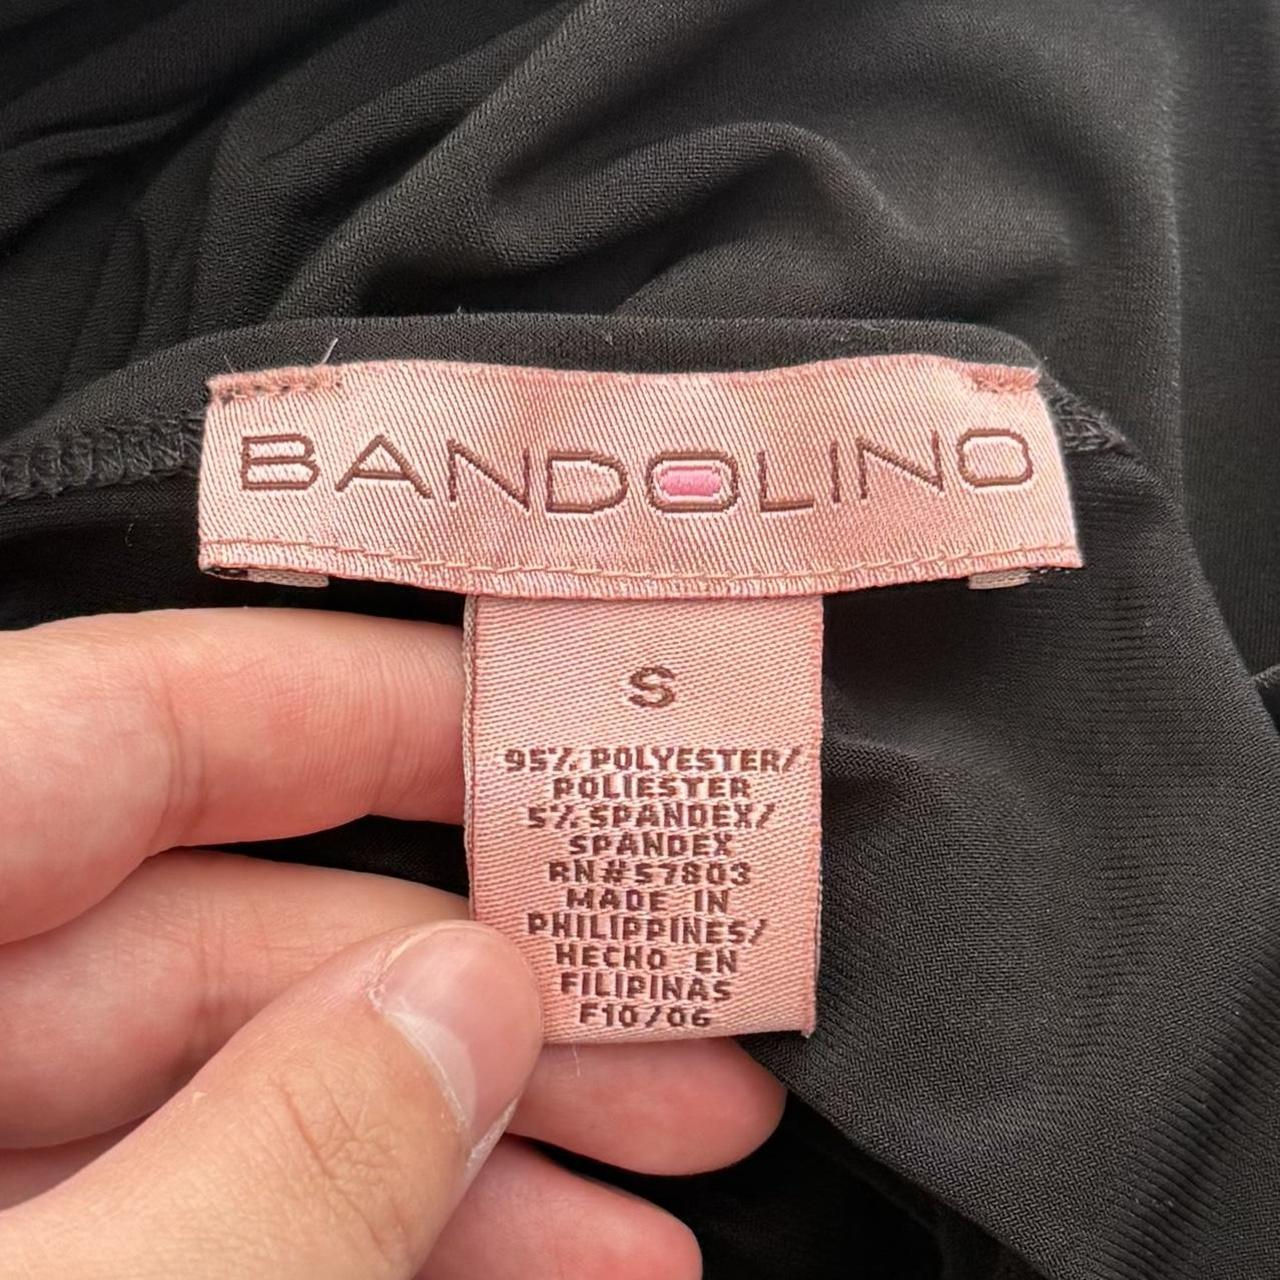 BANDOLINO
S
95% POLYESTER/
POLIESTER
5% SPANDEX/
SPANDEX
RN#57803
MADE IN
PHILIPPINES/
HECHO EN
FILIPINAS
F10/06